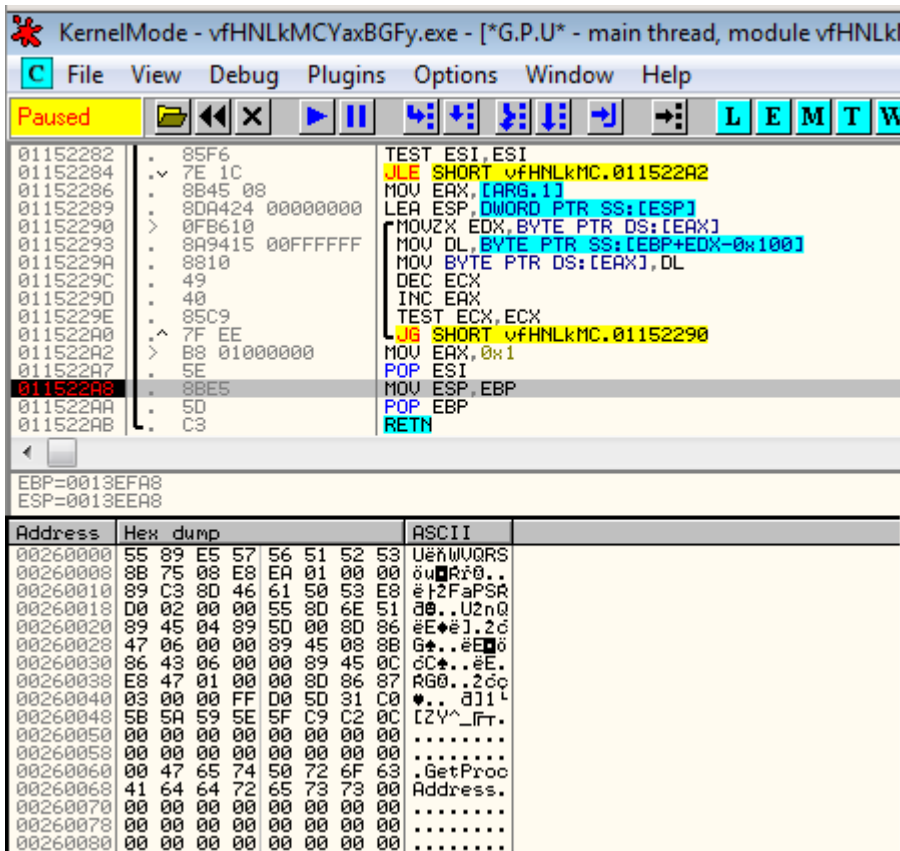 KernelMode - vfHNLkMCYaxBGFy.exe - [*G.P.U* - main thread, module vfHNLkM
C File View Debug Plugins Options Window Help
Paused L E M T W
01152282 . 85F6 TEST ESI,ESI
01152284 .v 7E 1C JLE SHORT vfHNLkMC.011522A2
01152286 . 8B45 08 MOV EAX,[ARG.1]
01152289 . 8DA424 00000000 LEA ESP,DWORD PTR SS:[ESP]
01152290 > 0FB610 MOVZX EDX,BYTE PTR DS:[EAX]
01152293 . 8A9415 00FFFFFF MOV DL,BYTE PTR SS:[EBP+EDX-0x100]
0115229A . 8810 MOV BYTE PTR DS:[EAX],DL
0115229C . 49 DEC ECX
0115229D . 40 INC EAX
0115229E . 85C9 TEST ECX,ECX
011522A0 .^ 7F EE JG SHORT vfHNLkMC.01152290
011522A2 > B8 01000000 MOV EAX,0x1
011522A7 . 5E POP ESI
011522A8 . 8BE5 MOV ESP,EBP
011522AA . 5D POP EBP
011522AB . C3 RETN
EBP=0013EFA8
ESP=0013EEA8
Address Hex dump ASCII
00260000 55 89 E5 57 56 51 52 53 UëňWVQRS
00260008 8B 75 08 E8 EA 01 00 00
00260010 89 C3 8D 46 61 50 53 E8
00260018 D0 02 00 00 55 8D 6E 51
00260020 89 45 04 89 5D 00 8D 86
00260028 47 06 00 00 89 45 08 8B
00260030 86 43 06 00 00 89 45 0C
00260038 E8 47 01 00 00 8D 86 87
00260040 03 00 00 FF D0 5D 31 C0
00260048 5B 5A 59 5E 5F C9 C2 0C
00260050 00 00 00 00 00 00 00 00 ........
00260058 00 00 00 00 00 00 00 00 ........
00260060 00 47 65 74 50 72 6F 63 .GetProc
00260068 41 64 64 72 65 73 73 00 Address.
00260070 00 00 00 00 00 00 00 00 ........
00260078 00 00 00 00 00 00 00 00 ........
00260080 00 00 00 00 00 00 00 00 ........